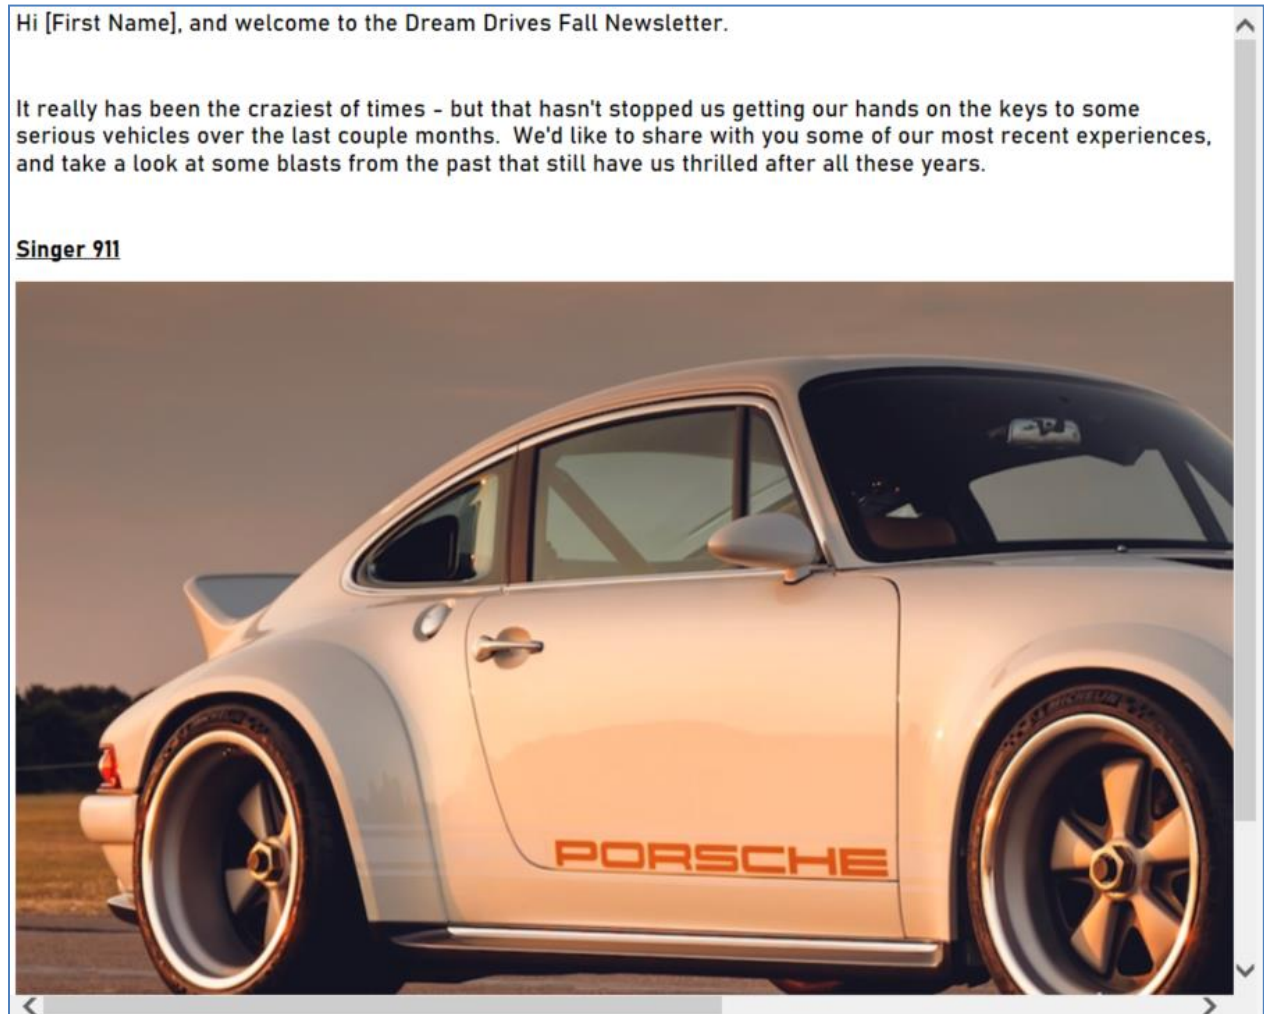 Hi [First Name], and welcome to the Dream Drives Fall Newsletter.
It really has been the craziest of times - but that hasn't stopped us getting our hands on the keys to some
serious vehicles over the last couple months.  We'd like to share with you some of our most recent experiences,
and take a look at some blasts from the past that still have us thrilled after all these years.
Singer 911
PORSCHE
MICHELIN